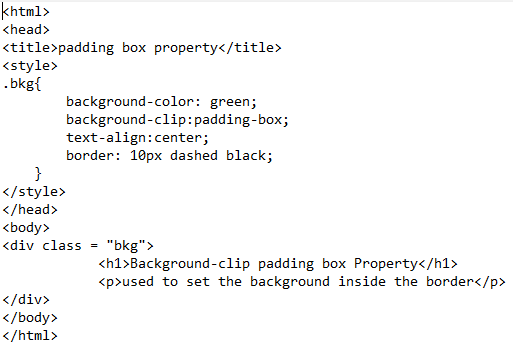 <html>
<head>
<title>padding box property</title>
<style>
.bkg{
        background-color: green;
        background-clip:padding-box;
        text-align:center;
        border: 10px dashed black;
    }
</style>
</head>
<body>
<div class = "bkg">
            <h1>Background-clip padding box Property</h1>
            <p>used to set the background inside the border</p>
</div>
</body>
</html>